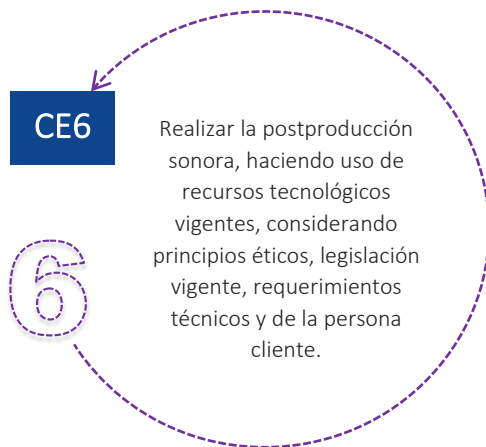 CE6
6
Realizar la postproducción
sonora, haciendo uso de
recursos tecnológicos
vigentes, considerando
principios éticos, legislación
vigente, requerimientos
técnicos y de la persona
cliente.